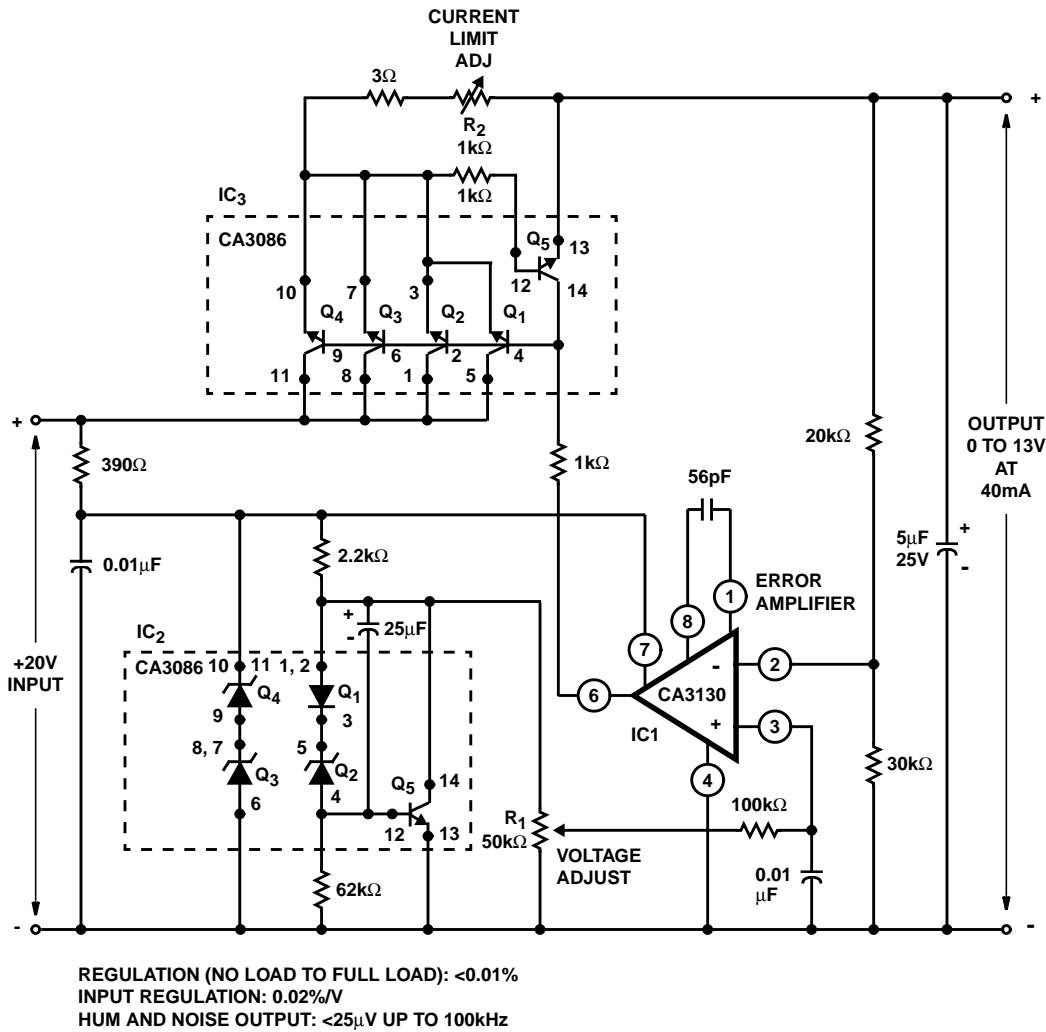 CURRENT
LIMIT
ADJ
3Ω
R2
1kΩ
1kΩ
IC3
CA3086
Q5
13
12
14
10
7
3
Q4
Q3
Q2
Q1
9
6
2
4
11
8
1
5
+
+
390Ω
1kΩ
20kΩ
OUTPUT
0 TO 13V
AT
40mA
56pF
0.01µF
2.2kΩ
5µF
25V
+
-
ERROR
AMPLIFIER
1
8
7
+
-
25µF
IC2
CA3086
+20V
INPUT
10
11
1, 2
Q4
Q1
9
3
8, 7
5
Q3
Q2
6
4
Q5
14
12
13
6
CA3130
-
+
2
3
IC1
4
30kΩ
R1
50kΩ
100kΩ
VOLTAGE
ADJUST
0.01
µF
62kΩ
-
-
REGULATION (NO LOAD TO FULL LOAD): <0.01%
INPUT REGULATION: 0.02%/V
HUM AND NOISE OUTPUT: <25µV UP TO 100kHz